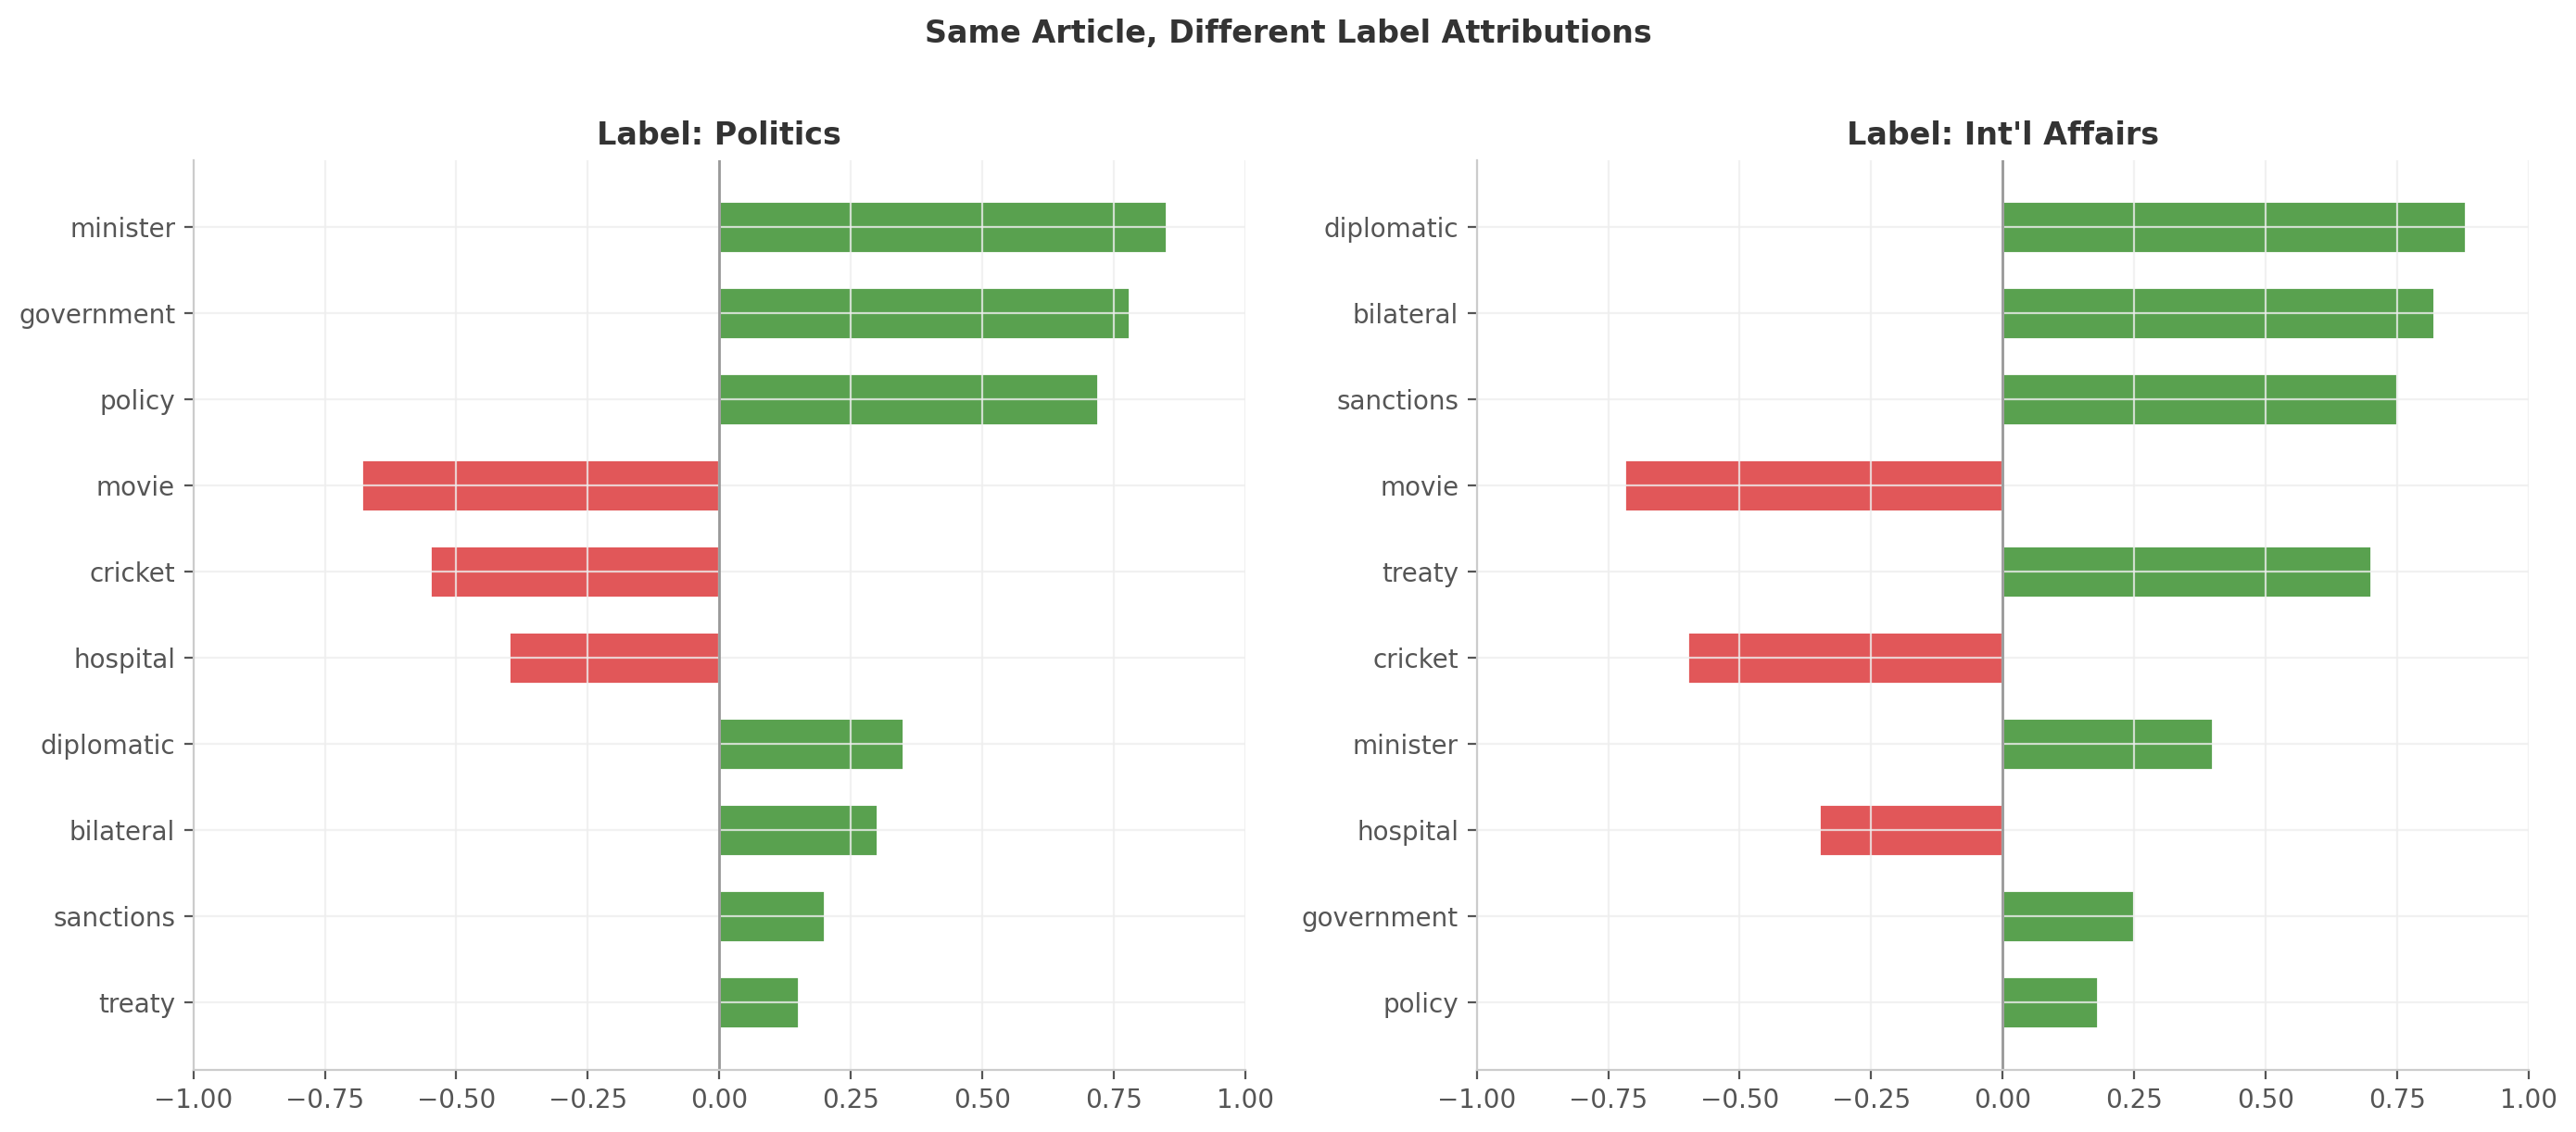 Same Article, Different Label Attributions
Label: Politics
minister
government
policy
movie
cricket
hospital
diplomatic
bilateral
sanctions
treaty
−1.00 −0.75 −0.50 −0.25 0.00 0.25 0.50 0.75 1.00
Label: Int'l Affairs
diplomatic
bilateral
sanctions
movie
treaty
cricket
minister
hospital
government
policy
−1.00 −0.75 −0.50 −0.25 0.00 0.25 0.50 0.75 1.00